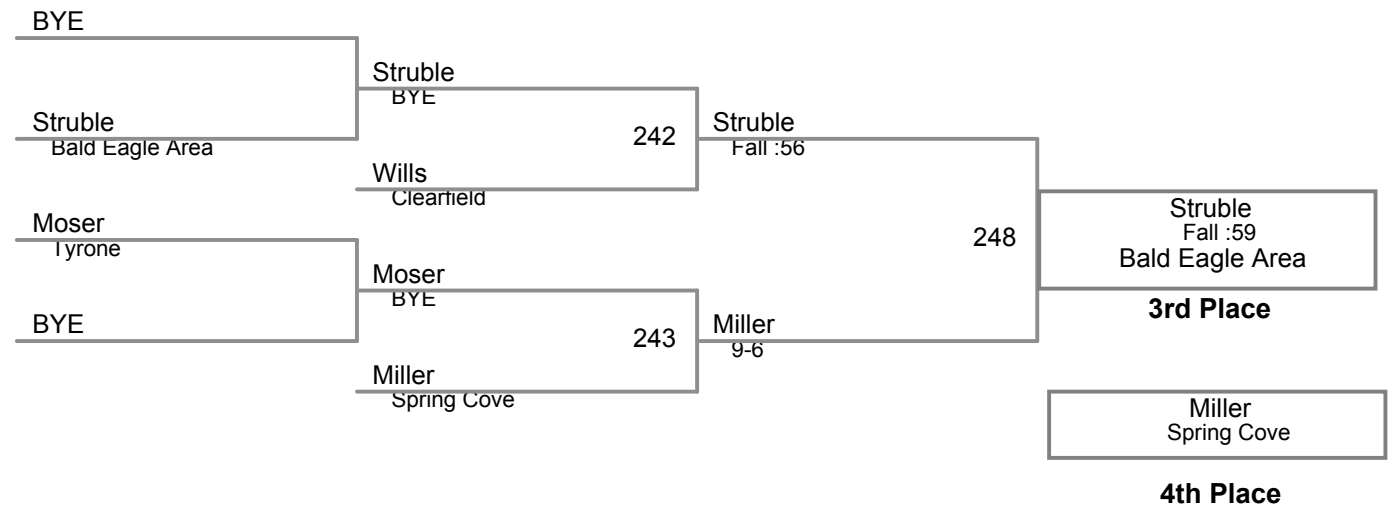 BYE
Struble
BYE
Struble
Bald Eagle Area
242
Struble
Fall :56
Wills
Clearfield
Moser
Tyrone
248
Struble
Fall :59
Bald Eagle Area
3rd Place
Moser
BYE
BYE
243
Miller
9-6
Miller
Spring Cove
Miller
Spring Cove
4th Place